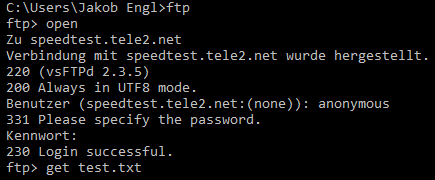 C:\Users\Jakob Engl>ftp
ftp> open
Zu speedtest.tele2.net
Verbindung mit speedtest.tele2.net wurde hergestellt.
220 (vsFTPd 2.3.5)
200 Always in UTF8 mode.
Benutzer (speedtest.tele2.net:(none)): anonymous
331 Please specify the password.
Kennwort:
230 Login successful.
ftp> get test.txt